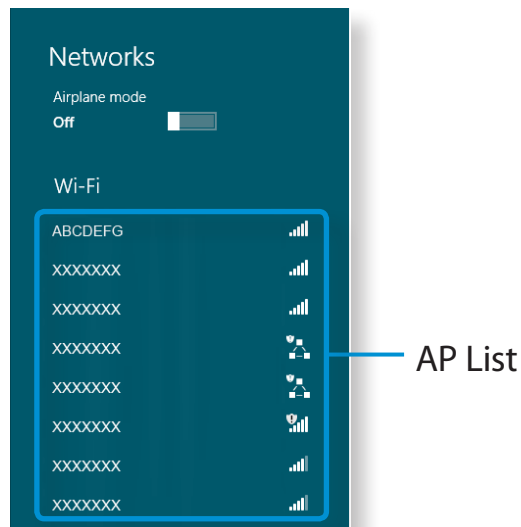 Networks
Airplane mode
Off
Wi-Fi
ABCDEFG
XXXXXXX
XXXXXXX
XXXXXXX
XXXXXXX
XXXXXXX
XXXXXXX
XXXXXXX
AP List